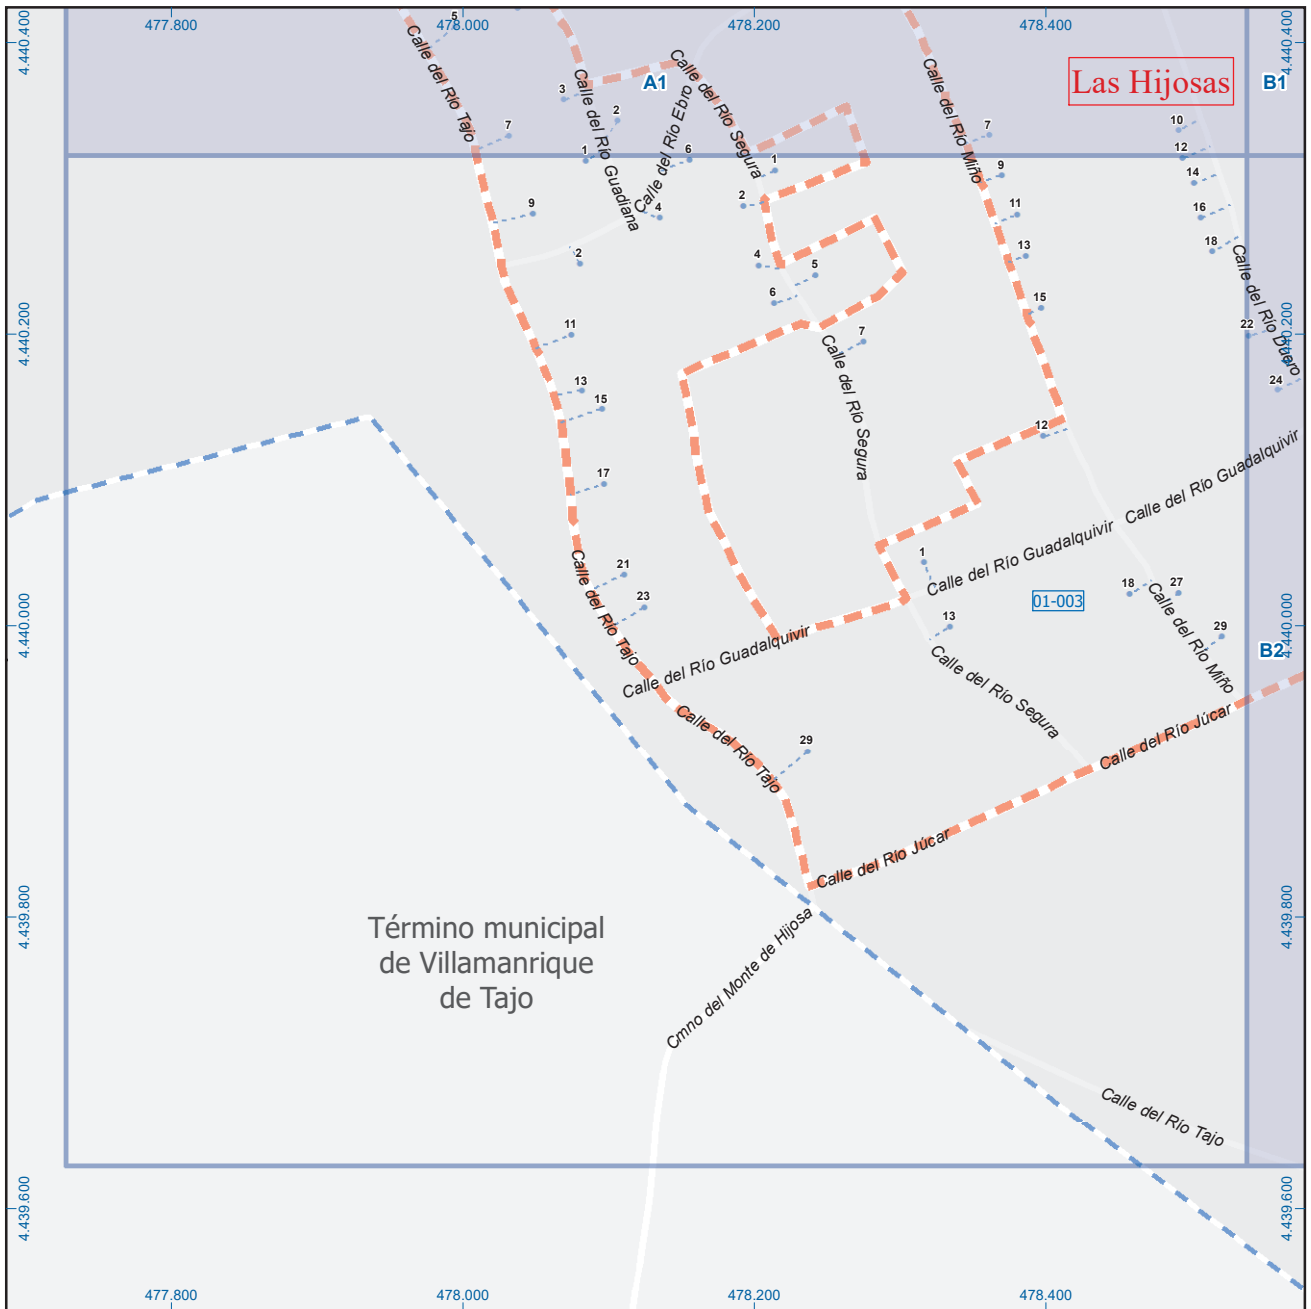 477.800
478.000
478.200
478.400
4.440.400
4.440.400
Las Hijosas
A1
B1
5
Calle del Río Tajo
3
Calle del Río Guadiana
2
1
Calle del Río Ebro
Calle del Río Segura
6
4
7
1
2
Calle del Río Miño
7
9
11
13
15
10
12
14
16
18
Calle del Río Duero
22
24
9
2
4
5
6
7
11
13
15
17
4.440.200
4.440.200
Calle del Río Segura
12
Calle del Río Guadalquivir
Calle del Río Guadalquivir
1
01-003
18
27
29
Calle del Río Miño
13
Calle del Río Segura
21
23
Calle del Río Tajo
Calle del Río Guadalquivir
4.440.000
4.440.000
B2
Calle del Río Tajo
29
Calle del Río Júcar
Calle del Río Júcar
4.439.800
4.439.800
Término municipal
de Villamanrique
de Tajo
Cmno del Monte de Hijosa
Calle del Río Tajo
4.439.600
4.439.600
477.800
478.000
478.200
478.400